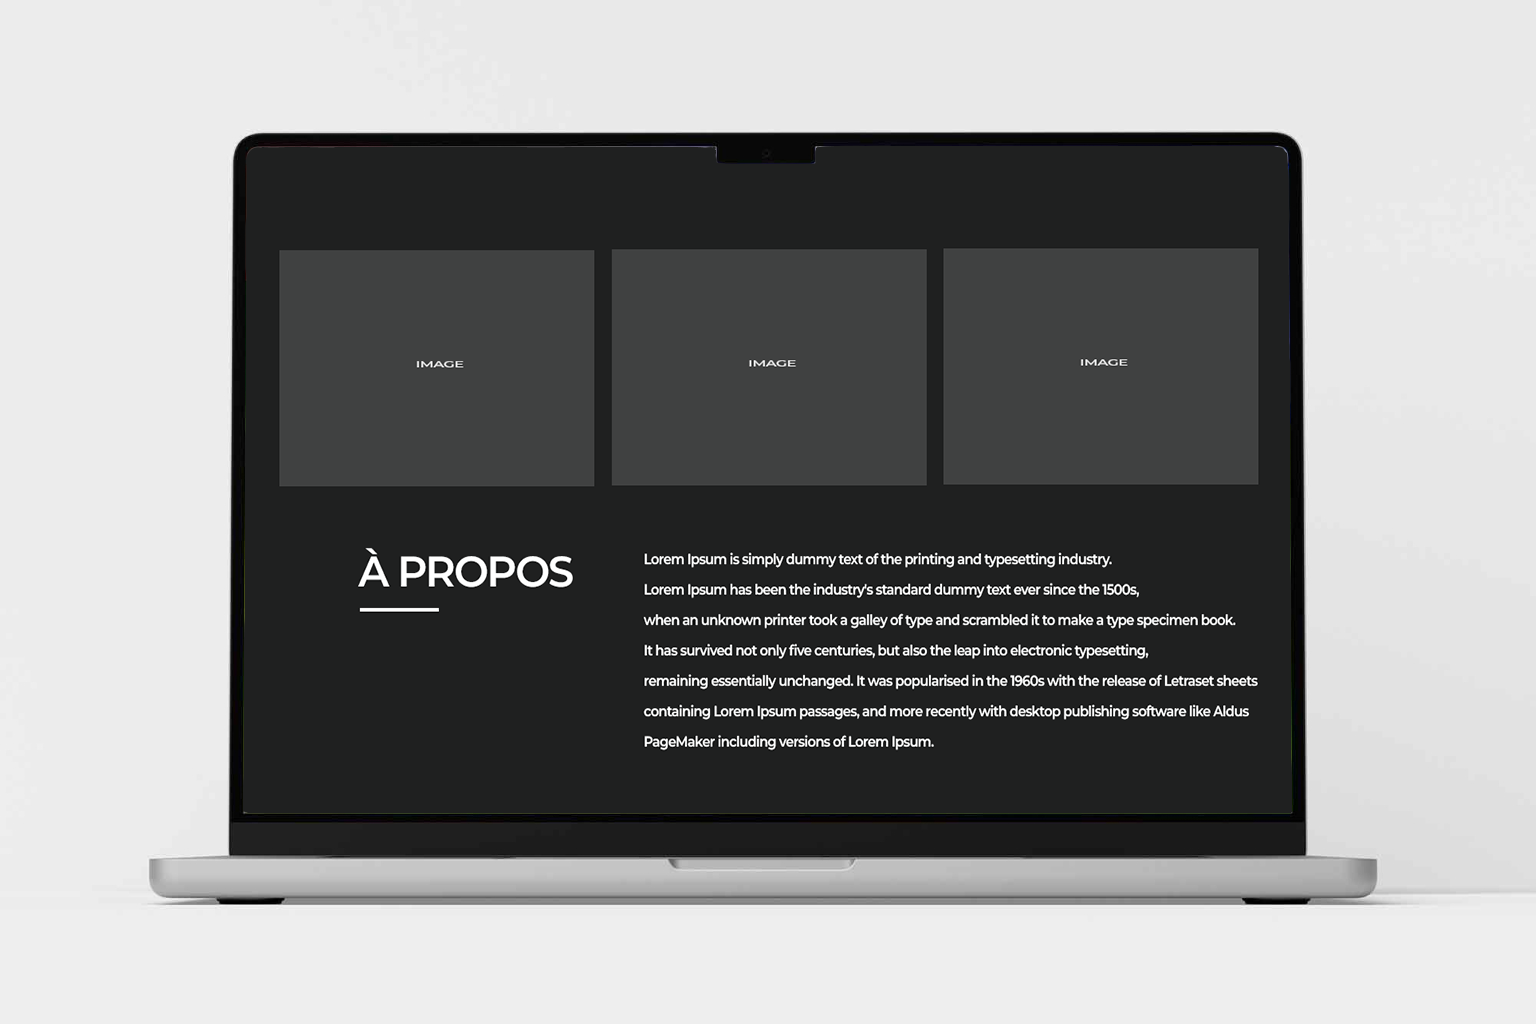 IMAGE
IMAGE
IMAGE
À PROPOS
Lorem Ipsum is simply dummy text of the printing and typesetting industry.
Lorem Ipsum has been the industry's standard dummy text ever since the 1500s,
when an unknown printer took a galley of type and scrambled it to make a type specimen book.
It has survived not only five centuries, but also the leap into electronic typesetting,
remaining essentially unchanged. It was popularised in the 1960s with the release of Letraset sheets
containing Lorem Ipsum passages, and more recently with desktop publishing software like Aldus
PageMaker including versions of Lorem Ipsum.